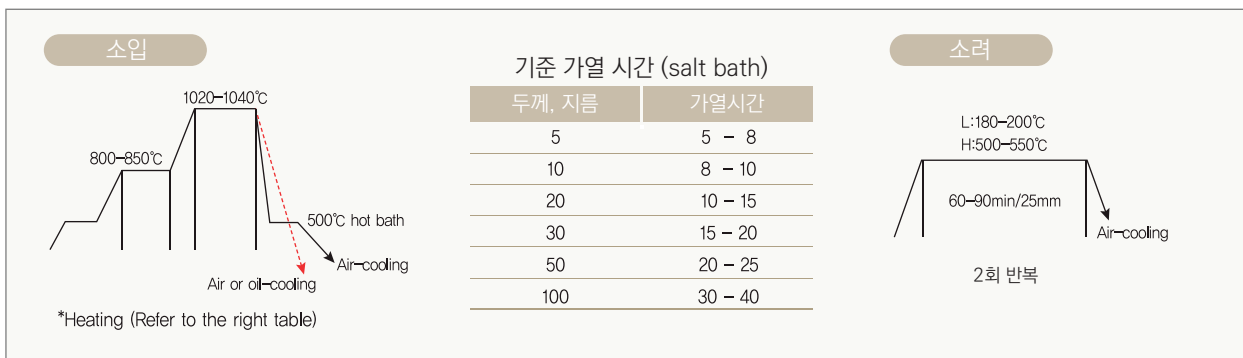 소입
1020-1040℃
800-850℃
500℃ hot bath
Air-cooling
Air or oil-cooling
*Heating (Refer to the right table)
기준 가열 시간 (salt bath)
두께, 지름 가열시간
5 5 - 8
10 8 - 10
20 10 - 15
30 15 - 20
50 20 - 25
100 30 - 40
소려
L:180-200℃
H:500-550℃
60-90min/25mm
Air-cooling
2회 반복